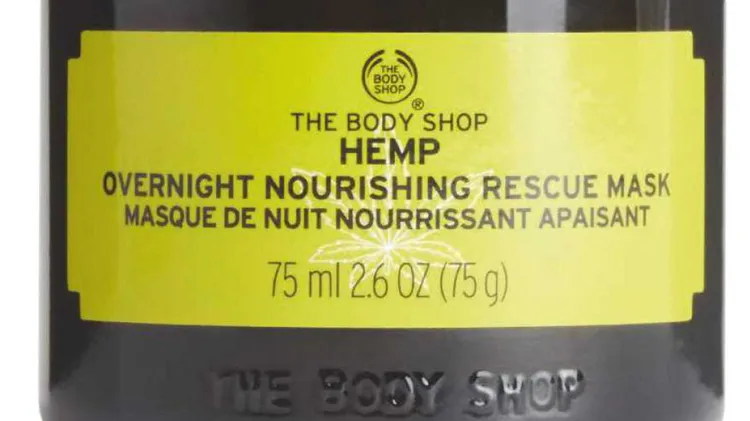 THE
BODY
SHOP
®
THE BODY SHOP
HEMP
OVERNIGHT NOURISHING RESCUE MASK
MASQUE DE NUIT NOURRISSANT APAISANT
75 ml 2.6 OZ (75 g)
THE BODY SHOP